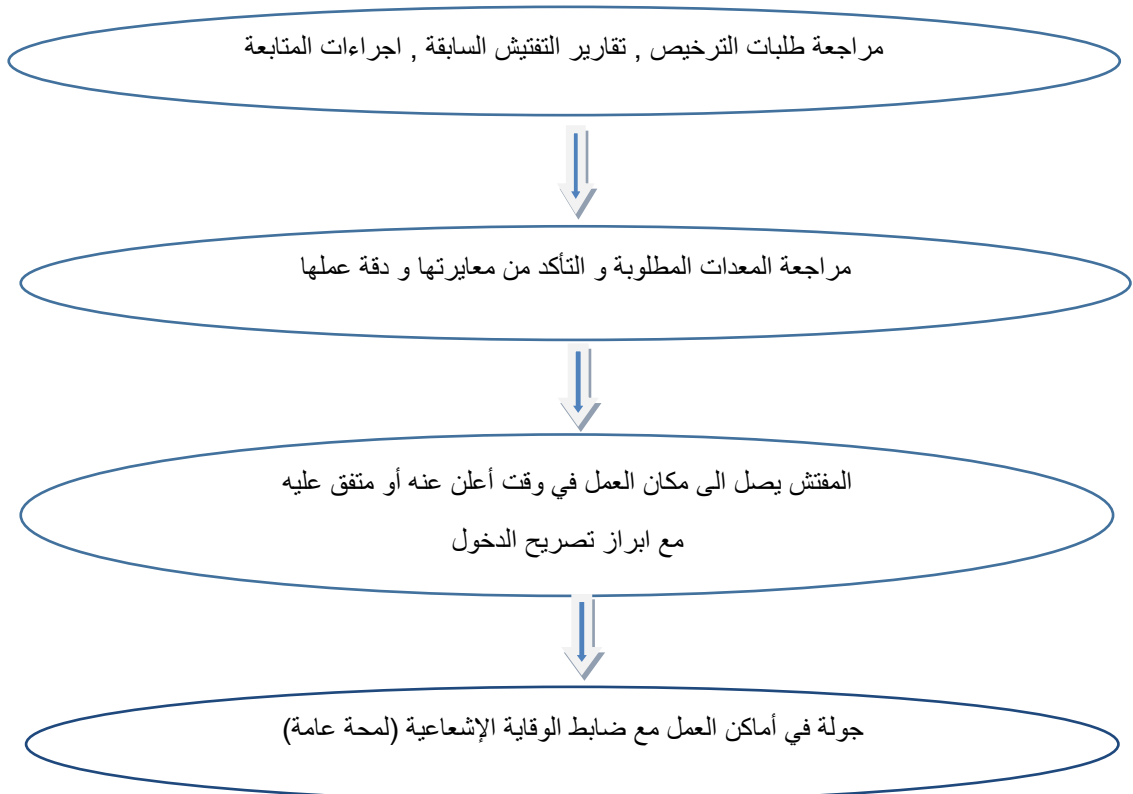 مراجعة طلبات الترخيص , تقارير التفتيش السابقة , اجراءات المتابعة
مراجعة المعدات المطلوبة و التأكد من معايرتها و دقة عملها
المفتش يصل الى مكان العمل في وقت أعلن عنه أو متفق عليه
مع ابراز تصريح الدخول
جولة في أماكن العمل مع ضابط الوقاية الإشعاعية (لمحة عامة)